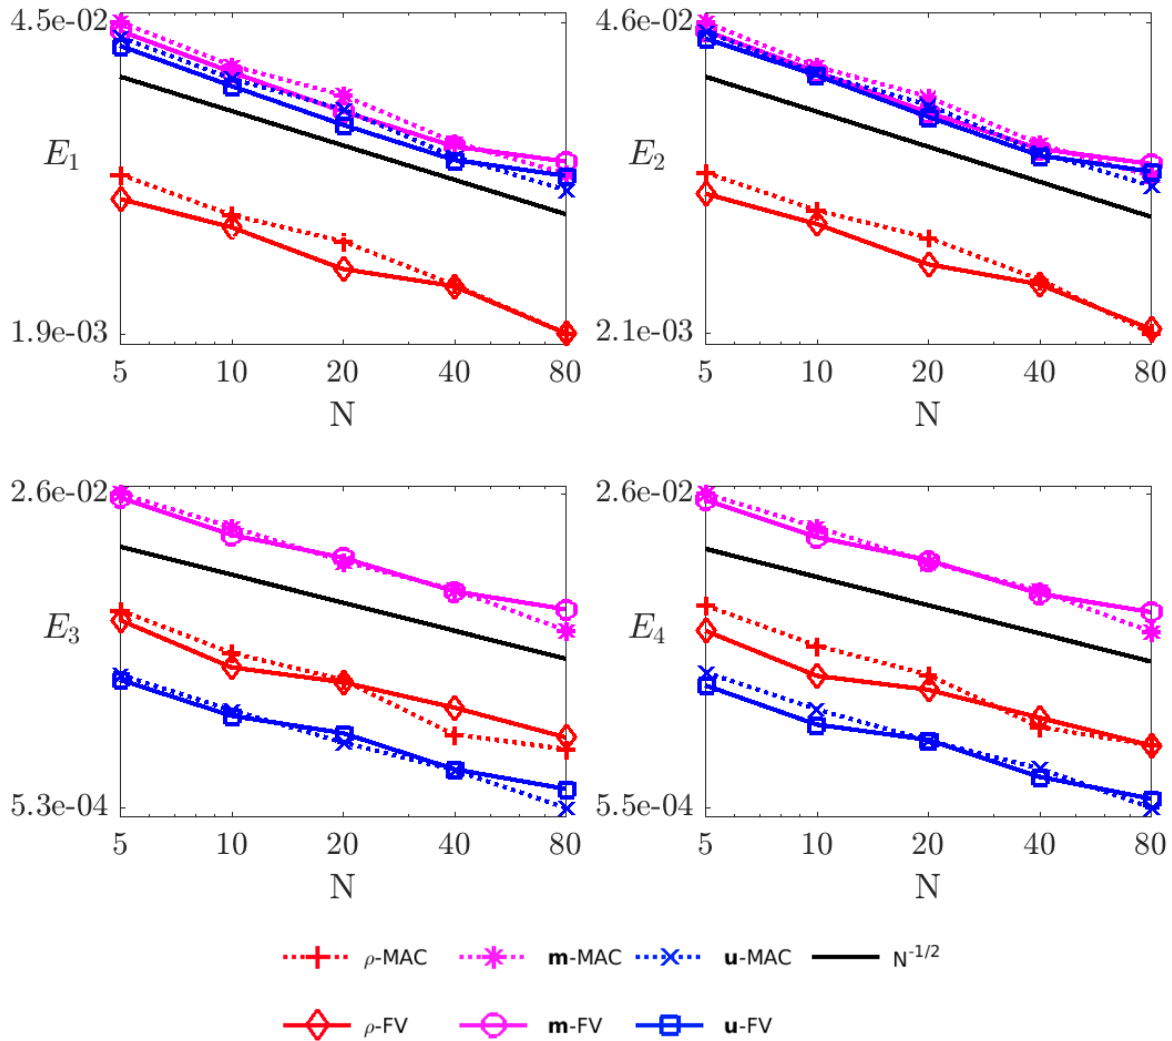 4.5e-02
E1
1.9e-03
5 10 20 40 80
N
4.6e-02
E2
2.1e-03
5 10 20 40 80
N
2.6e-02
E3
5.3e-04
5 10 20 40 80
N
2.6e-02
E4
5.5e-04
5 10 20 40 80
N
ρ-MAC m-MAC u-MAC N-1/2
ρ-FV m-FV u-FV